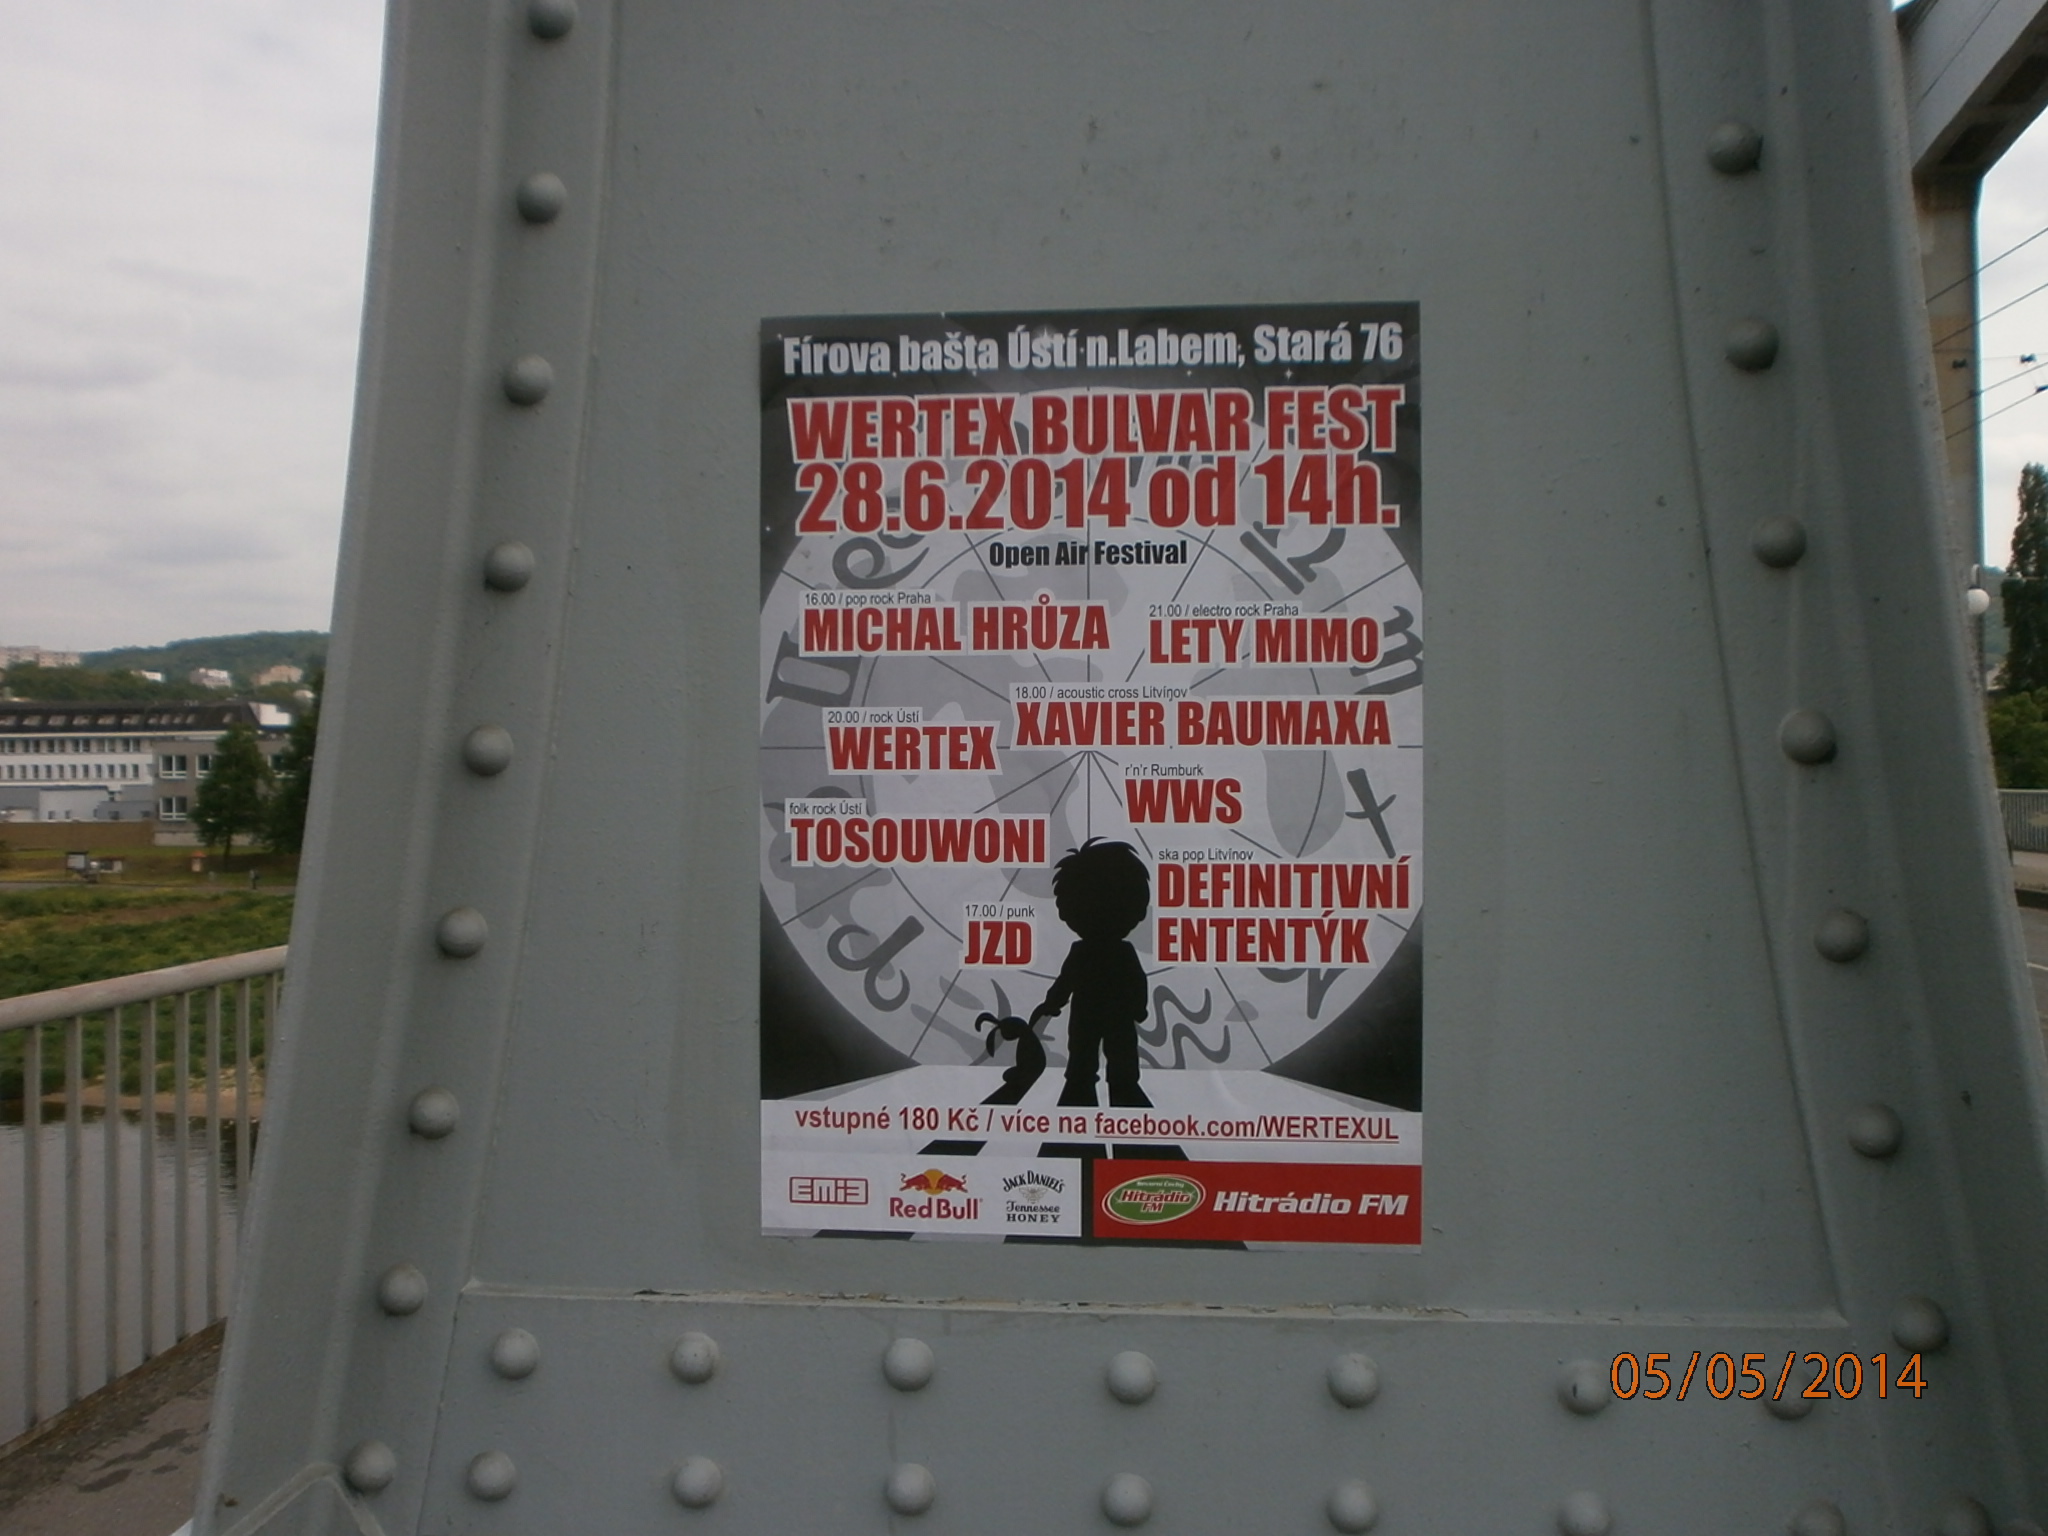 Fírova bašta Ústí n.Labem, Stará 76
WERTEX BULVAR FEST
28.6.2014 od 14h.
Open Air Festival
16.00 / pop rock Praha
MICHAL HRŮZA
21.00 / electro rock Praha
LETY MIMO
18.00 / acoustic cross Litvínov
XAVIER BAUMAXA
20.00 / rock Ústí
WERTEX
r'n'r Rumburk
WWS
folk rock Ústí
TOSOUWONI
ska pop Litvínov
DEFINITIVNÍ
ENTENTÝK
17.00 / punk
JZD
vstupné 180 Kč / více na facebook.com/WERTEXUL
Red Bull
JACK DANIEL'S
Tennessee
HONEY
Severní Čechy
Hitrádio
FM
Hitrádio FM
05/05/2014